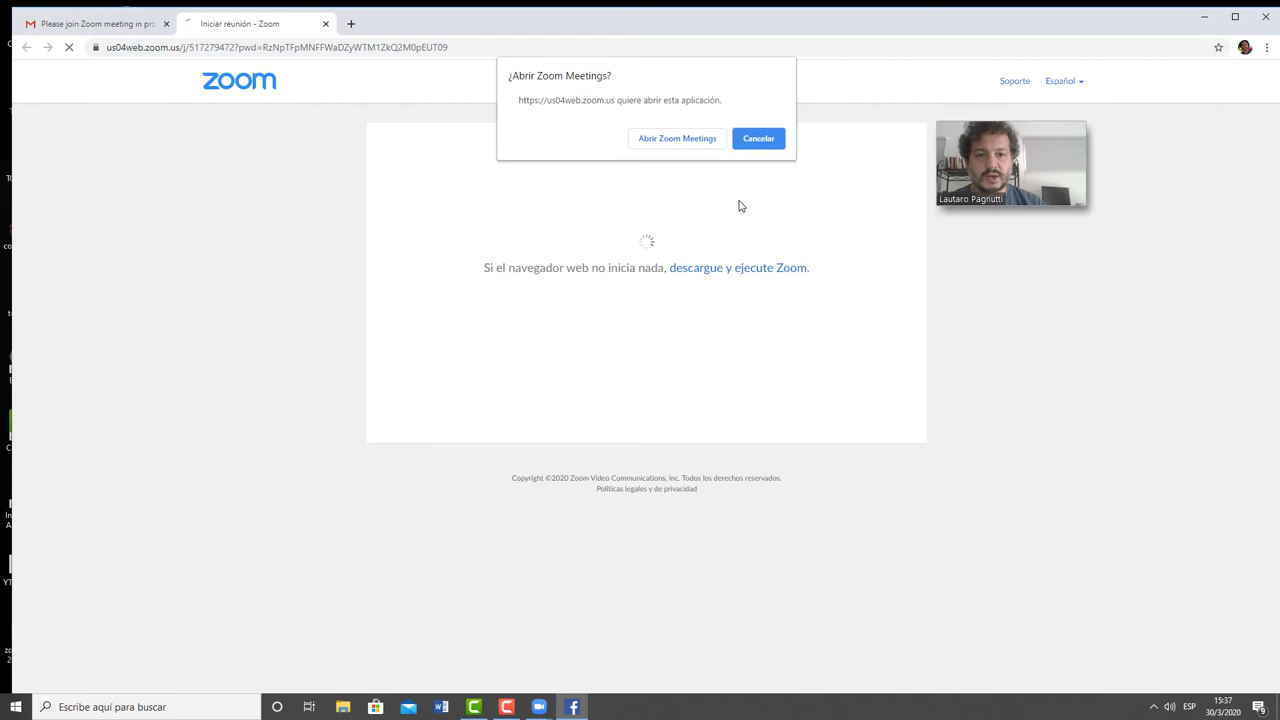 Please join Zoom meeting in pro
Iniciar reunión - Zoom
us04web.zoom.us/j/517279472?pwd=RzNpTFpMNFFWaDZyWTM1ZkQ2M0pEUT09
zoom
Soporte
Español
¿Abrir Zoom Meetings?
https://us04web.zoom.us quiere abrir esta aplicación.
Abrir Zoom Meetings
Cancelar
Lautaro Pagnutti
Si el navegador web no inicia nada, descargue y ejecute Zoom.
Copyright ©2020 Zoom Video Communications, Inc. Todos los derechos reservados.
Políticas legales y de privacidad
Escribe aquí para buscar
ESP
15:37
30/3/2020